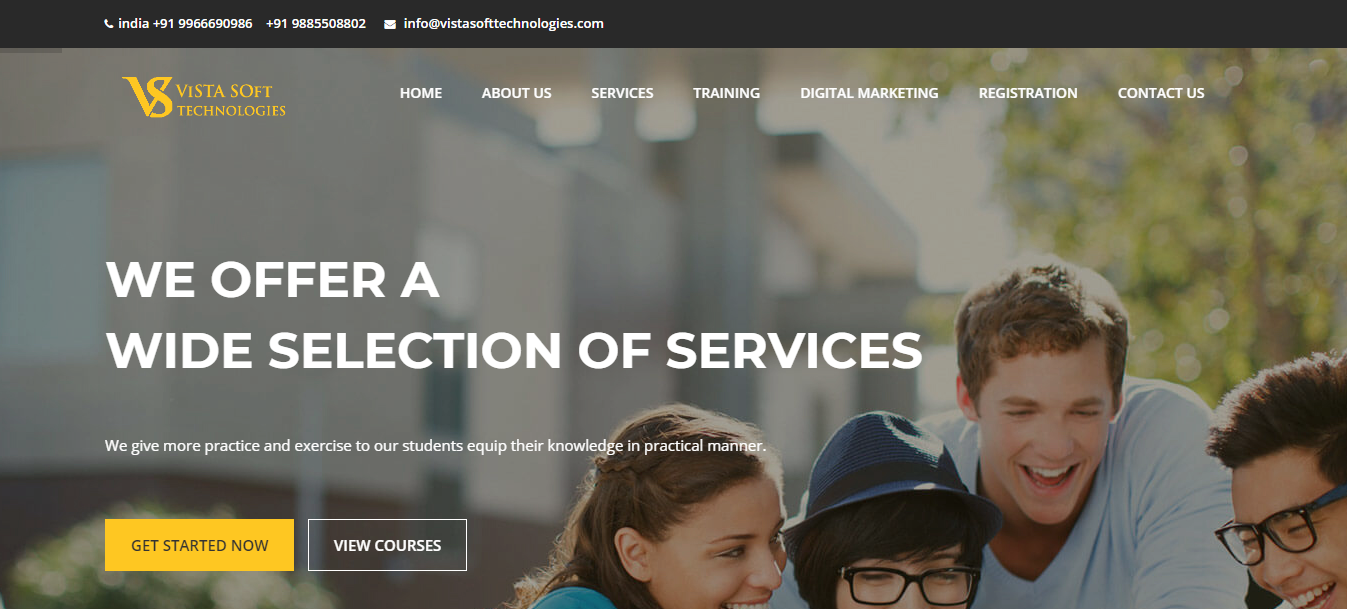 india +91 9966690986 +91 9885508802 info@vistasofttechnologies.com
VS VISTA SOFT
TECHNOLOGIES
HOME ABOUT US SERVICES TRAINING DIGITAL MARKETING REGISTRATION CONTACT US
WE OFFER A
WIDE SELECTION OF SERVICES
We give more practice and exercise to our students equip their knowledge in practical manner.
GET STARTED NOW VIEW COURSES